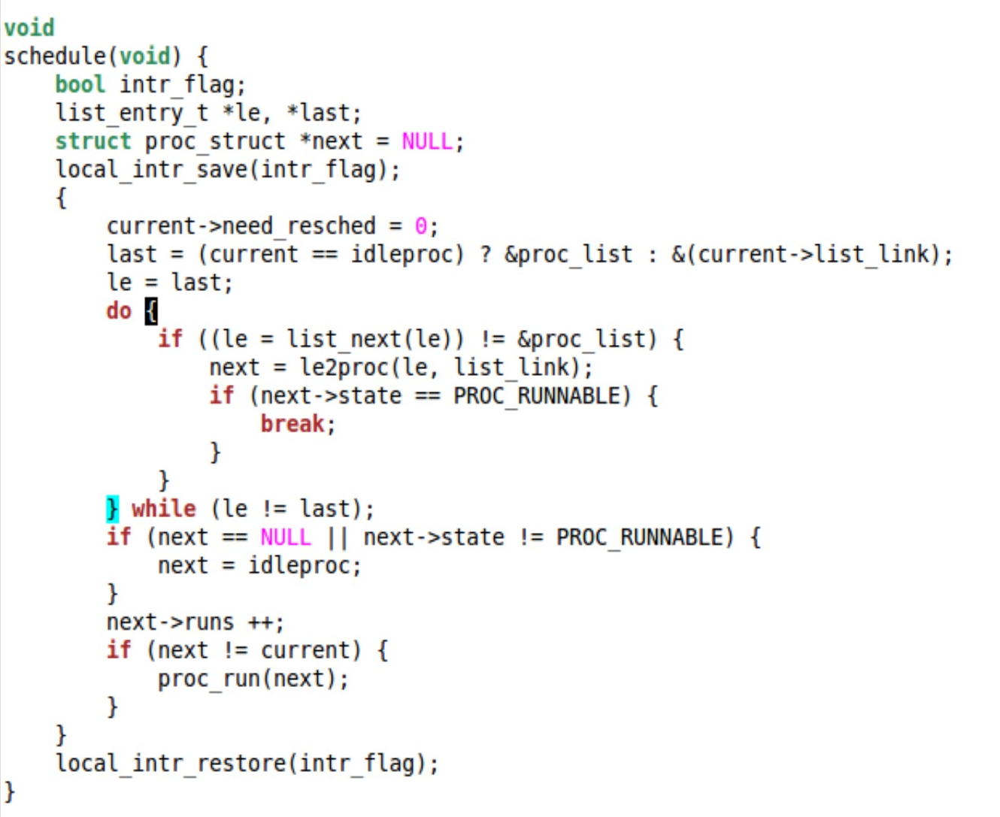 void
schedule(void) {
    bool intr_flag;
    list_entry_t *le, *last;
    struct proc_struct *next = NULL;
    local_intr_save(intr_flag);
    {
        current->need_resched = 0;
        last = (current == idleproc) ? &proc_list : &(current->list_link);
        le = last;
        do {
            if ((le = list_next(le)) != &proc_list) {
                next = le2proc(le, list_link);
                if (next->state == PROC_RUNNABLE) {
                    break;
                }
            }
        } while (le != last);
        if (next == NULL || next->state != PROC_RUNNABLE) {
            next = idleproc;
        }
        next->runs ++;
        if (next != current) {
            proc_run(next);
        }
    }
    local_intr_restore(intr_flag);
}